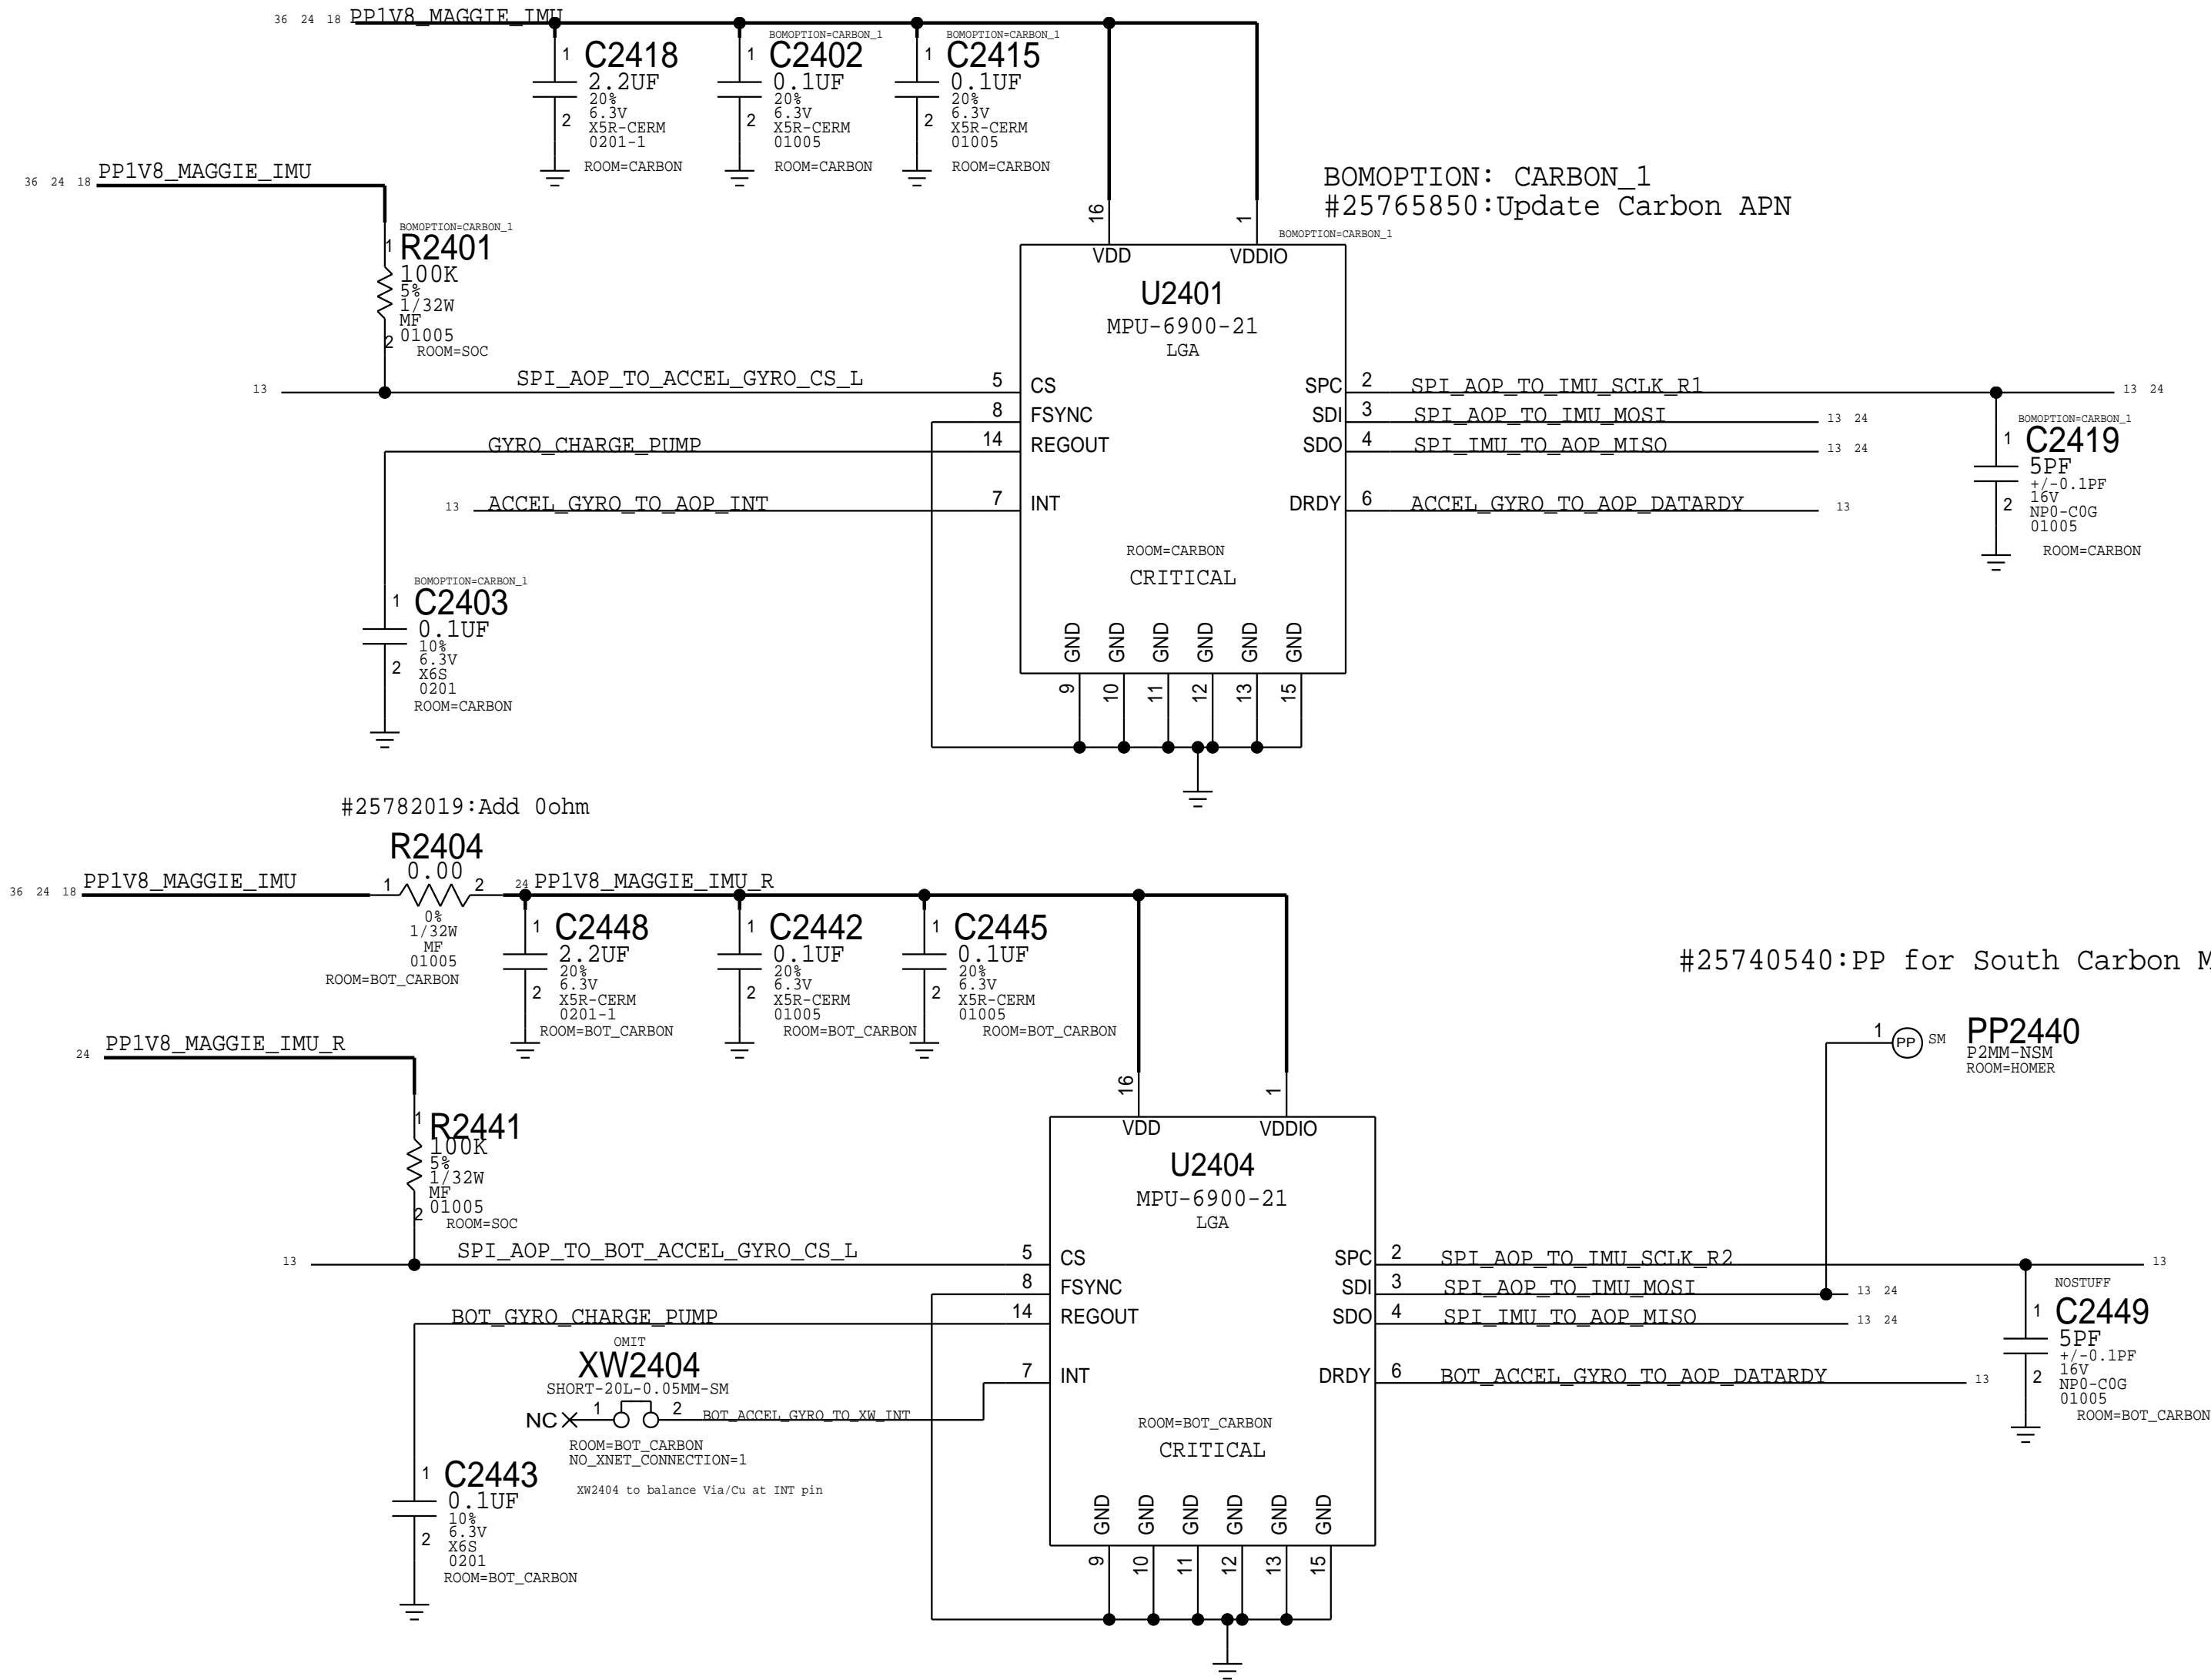 36 24 18 PP1V8_MAGGIE_IMU
1 C2418
2.2UF
20%
6.3V
2 X5R-CERM
0201-1
ROOM=CARBON
BOMOPTION=CARBON_1
1 C2402
0.1UF
20%
6.3V
2 X5R-CERM
01005
ROOM=CARBON
BOMOPTION=CARBON_1
1 C2415
0.1UF
20%
6.3V
2 X5R-CERM
01005
ROOM=CARBON
36 24 18 PP1V8_MAGGIE_IMU
BOMOPTION=CARBON_1
1 R2401
100K
5%
1/32W
MF
2 01005
ROOM=SOC
BOMOPTION: CARBON_1
#25765850:Update Carbon APN
BOMOPTION=CARBON_1
16 1
VDD VDDIO
U2401
MPU-6900-21
LGA
13 SPI_AOP_TO_ACCEL_GYRO_CS_L 5 CS
8 FSYNC
GYRO_CHARGE_PUMP 14 REGOUT
13 ACCEL_GYRO_TO_AOP_INT 7 INT
SPC 2 SPI_AOP_TO_IMU_SCLK_R1 13 24
SDI 3 SPI_AOP_TO_IMU_MOSI 13 24
SDO 4 SPI_IMU_TO_AOP_MISO 13 24
DRDY 6 ACCEL_GYRO_TO_AOP_DATARDY 13
BOMOPTION=CARBON_1
1 C2419
5PF
+/-0.1PF
16V
2 NP0-C0G
01005
ROOM=CARBON
ROOM=CARBON
CRITICAL
GND GND GND GND GND GND
9 10 11 12 13 15
BOMOPTION=CARBON_1
1 C2403
0.1UF
10%
6.3V
2 X6S
0201
ROOM=CARBON
#25782019:Add 0ohm
R2404
0.00
36 24 18 PP1V8_MAGGIE_IMU 1 2 24 PP1V8_MAGGIE_IMU_R
0%
1/32W
MF
01005
ROOM=BOT_CARBON
1 C2448
2.2UF
20%
6.3V
2 X5R-CERM
0201-1
ROOM=BOT_CARBON
1 C2442
0.1UF
20%
6.3V
2 X5R-CERM
01005
ROOM=BOT_CARBON
1 C2445
0.1UF
20%
6.3V
2 X5R-CERM
01005
ROOM=BOT_CARBON
#25740540:PP for South Carbon M
1 PP SM PP2440
P2MM-NSM
ROOM=HOMER
24 PP1V8_MAGGIE_IMU_R
1 R2441
100K
5%
1/32W
MF
2 01005
ROOM=SOC
16 1
VDD VDDIO
U2404
MPU-6900-21
LGA
13 SPI_AOP_TO_BOT_ACCEL_GYRO_CS_L 5 CS
8 FSYNC
BOT_GYRO_CHARGE_PUMP 14 REGOUT
7 INT
SPC 2 SPI_AOP_TO_IMU_SCLK_R2 13
SDI 3 SPI_AOP_TO_IMU_MOSI 13 24
SDO 4 SPI_IMU_TO_AOP_MISO 13 24
DRDY 6 BOT_ACCEL_GYRO_TO_AOP_DATARDY 13
NOSTUFF
1 C2449
5PF
+/-0.1PF
16V
2 NP0-C0G
01005
ROOM=BOT_CARBON
OMIT
XW2404
SHORT-20L-0.05MM-SM
NC 1 2 BOT_ACCEL_GYRO_TO_XW_INT
ROOM=BOT_CARBON
NO_XNET_CONNECTION=1
XW2404 to balance Via/Cu at INT pin
ROOM=BOT_CARBON
CRITICAL
GND GND GND GND GND GND
9 10 11 12 13 15
1 C2443
0.1UF
10%
6.3V
2 X6S
0201
ROOM=BOT_CARBON